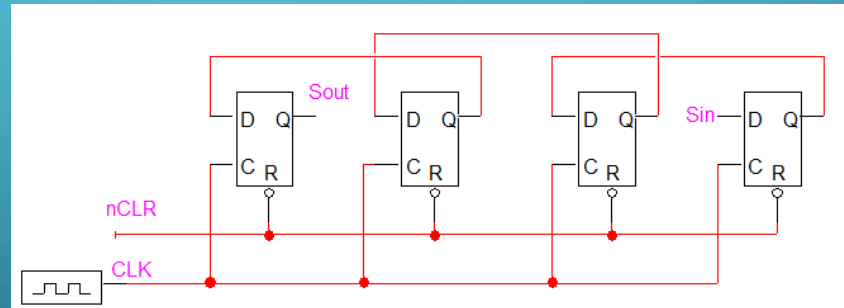 Sout
Sin
D Q D Q D Q D Q
C R C R C R C R
nCLR
CLK